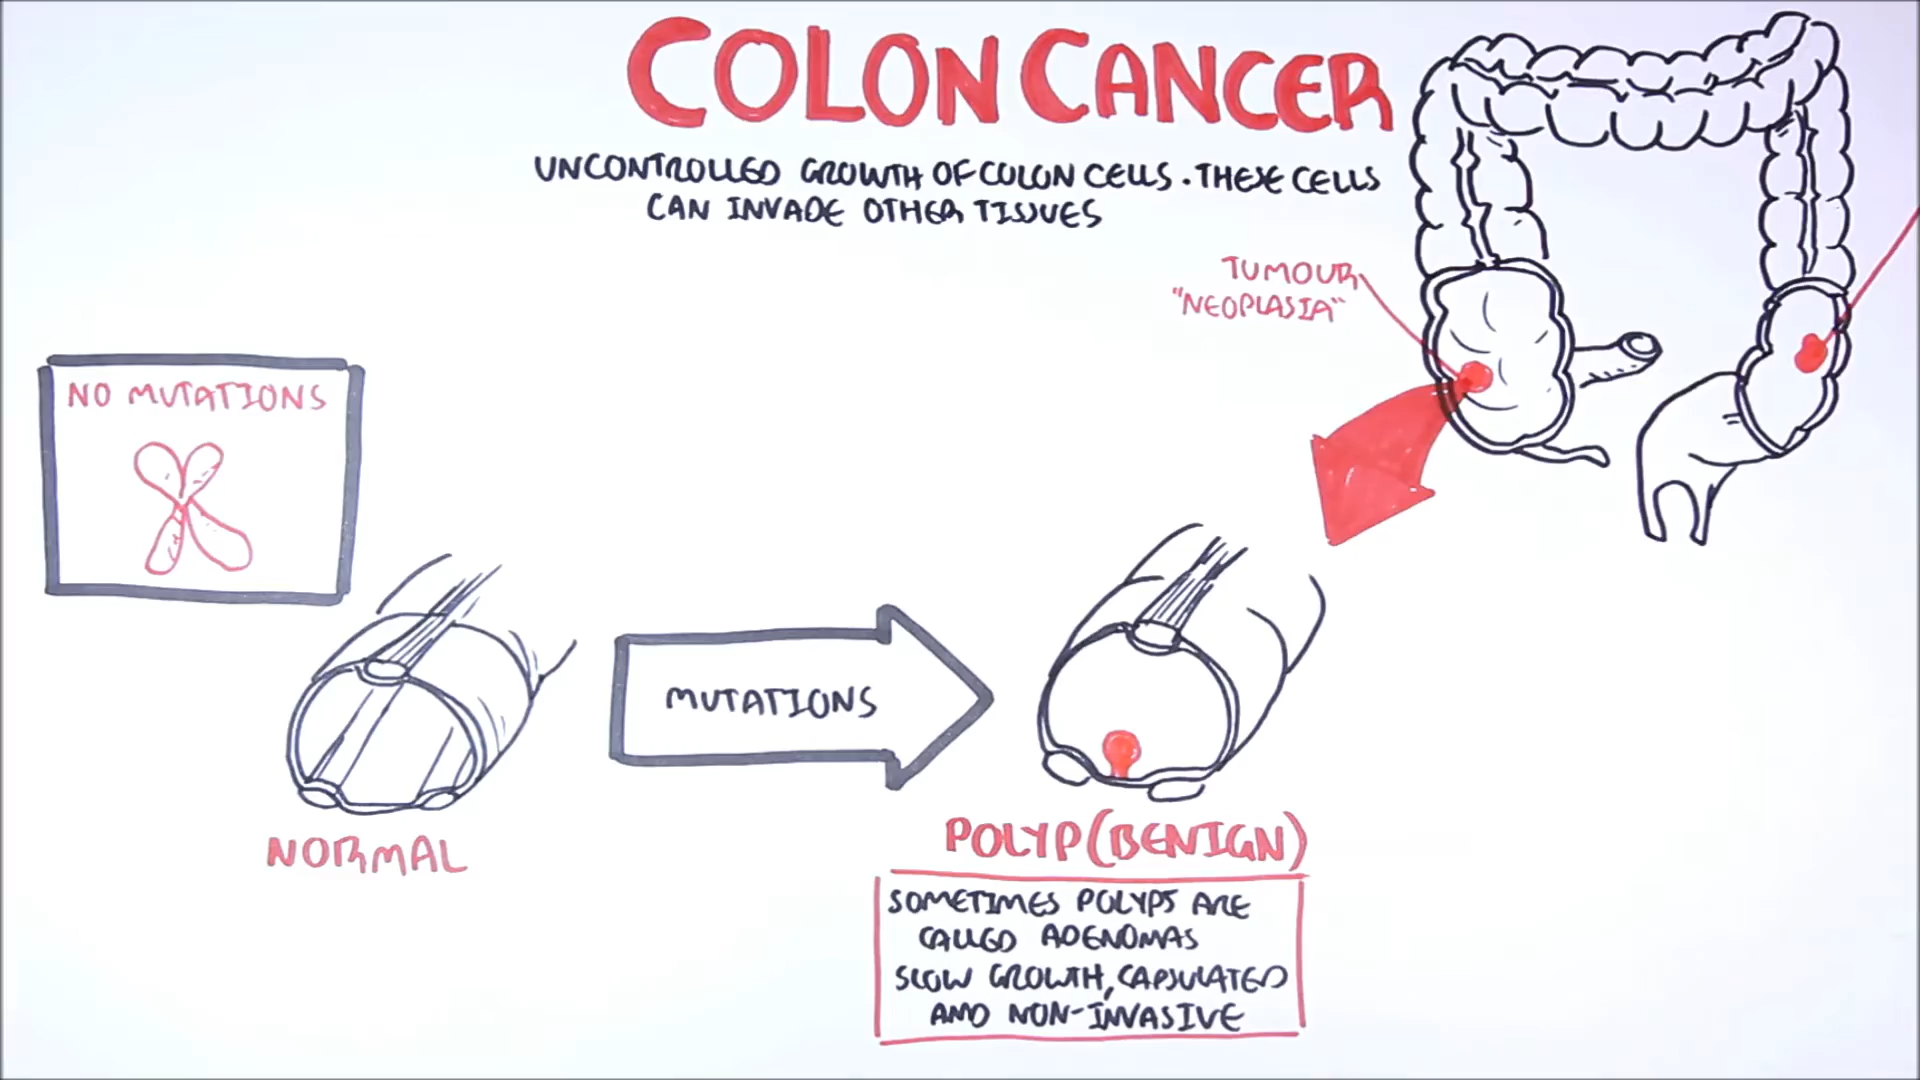 COLON CANCER
UNCONTROLLED GROWTH OF COLON CELLS. THESE CELLS
CAN INVADE OTHER TISSUES
TUMOUR
"NEOPLASIA"
NO MUTATIONS
MUTATIONS
NORMAL
POLYP (BENIGN)
SOMETIMES POLYPS ARE
CALLED ADENOMAS
SLOW GROWTH, CAPSULATED
AND NON-INVASIVE